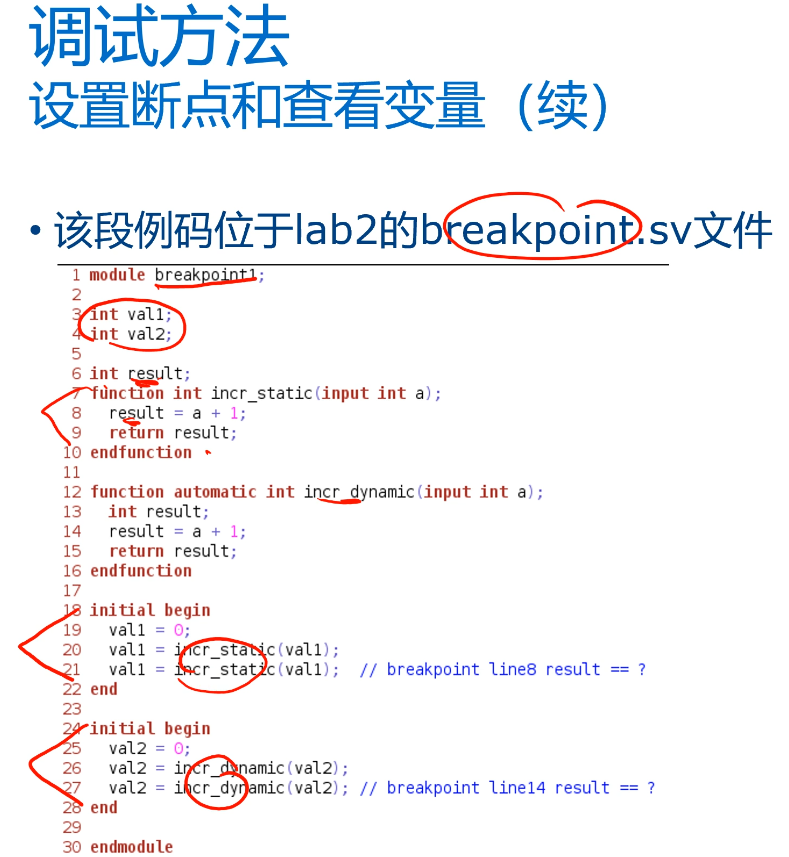 调试方法
设置断点和查看变量（续）
• 该段例码位于lab2的breakpoint.sv文件
1 module breakpoint1;
2
3 int val1;
4 int val2;
5
6 int result;
7 function int incr_static(input int a);
8   result = a + 1;
9   return result;
10 endfunction
11
12 function automatic int incr_dynamic(input int a);
13   int result;
14   result = a + 1;
15   return result;
16 endfunction
17
18 initial begin
19   val1 = 0;
20   val1 = incr_static(val1);
21   val1 = incr_static(val1);  // breakpoint line8 result == ?
22 end
23
24 initial begin
25   val2 = 0;
26   val2 = incr_dynamic(val2);
27   val2 = incr_dynamic(val2); // breakpoint line14 result == ?
28 end
29
30 endmodule